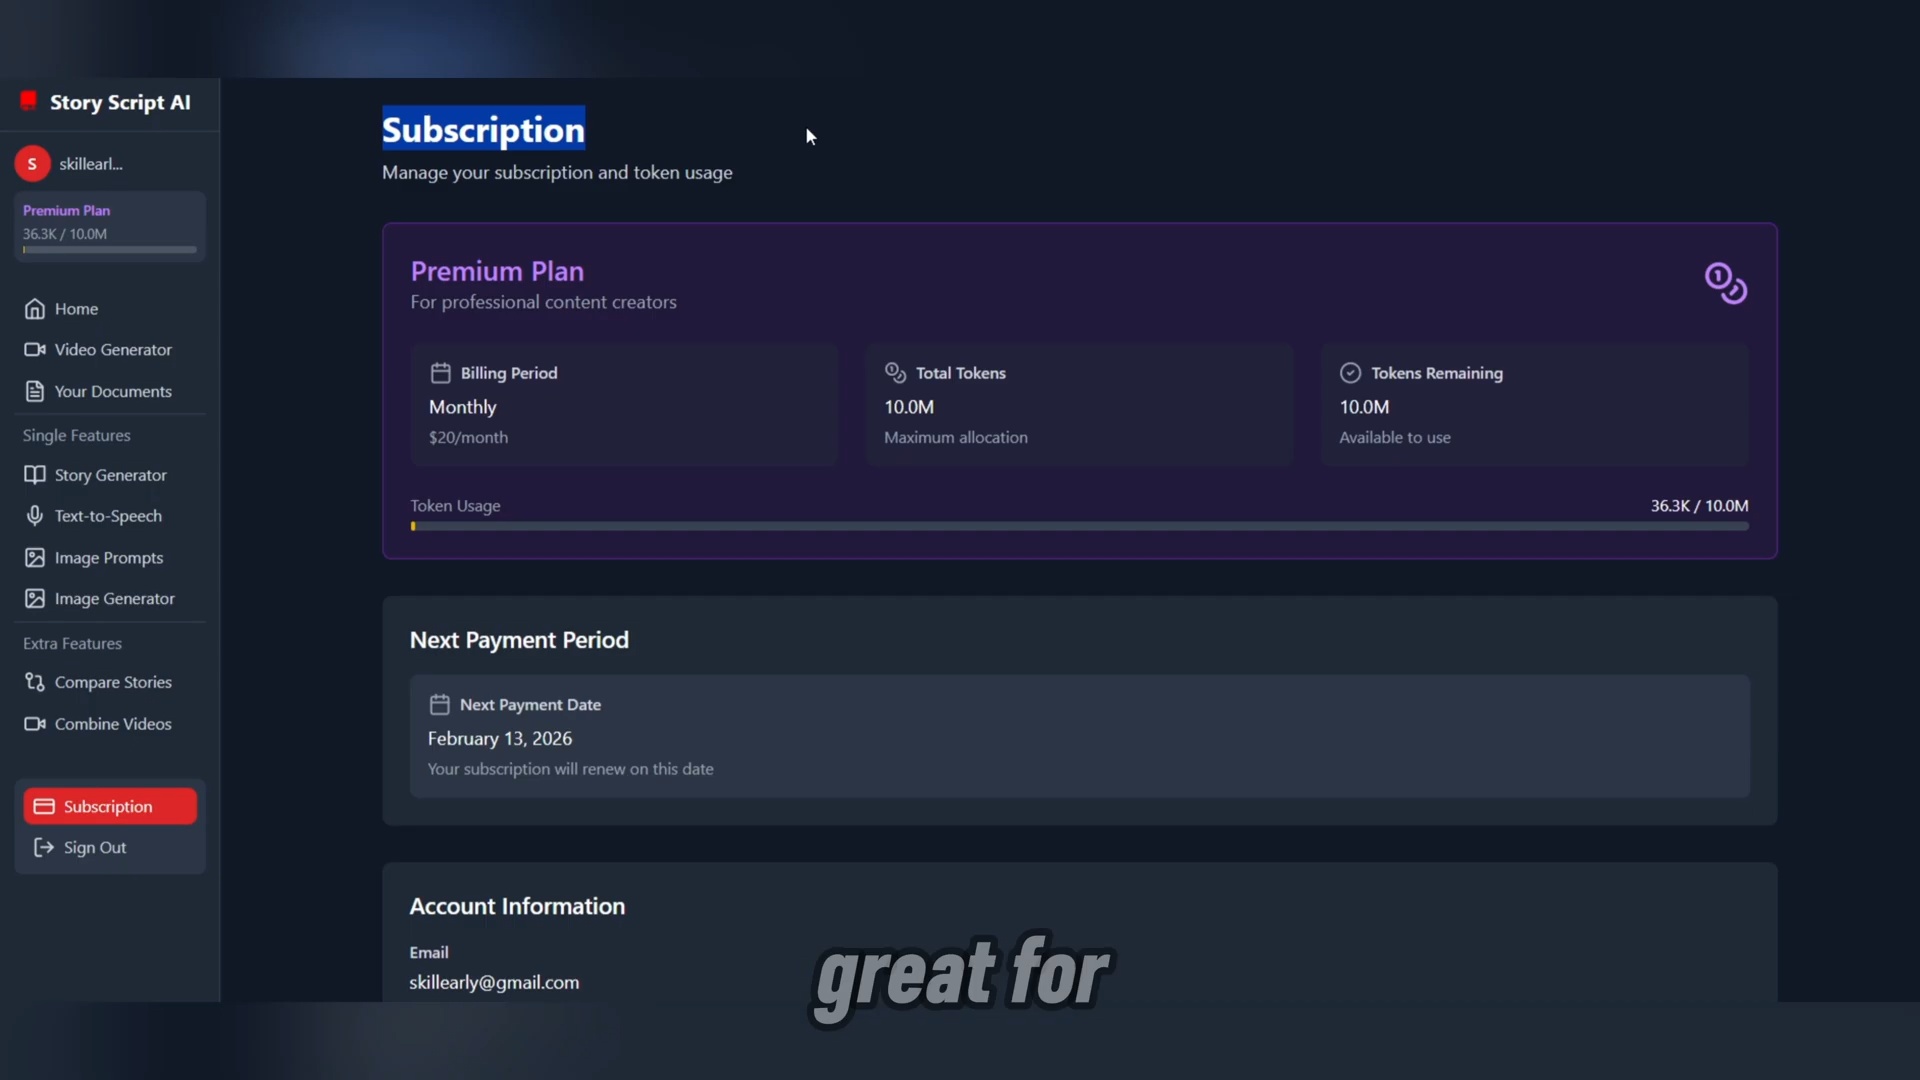 Story Script AI
S
skillearl...
Premium Plan
36.3K / 10.0M
Home
Video Generator
Your Documents
Single Features
Story Generator
Text-to-Speech
Image Prompts
Image Generator
Extra Features
Compare Stories
Combine Videos
Subscription
Sign Out
Subscription
Manage your subscription and token usage
Premium Plan
For professional content creators
Billing Period
Monthly
$20/month
Total Tokens
10.0M
Maximum allocation
Tokens Remaining
10.0M
Available to use
Token Usage
36.3K / 10.0M
Next Payment Period
Next Payment Date
February 13, 2026
Your subscription will renew on this date
Account Information
Email
skillearly@gmail.com
great for